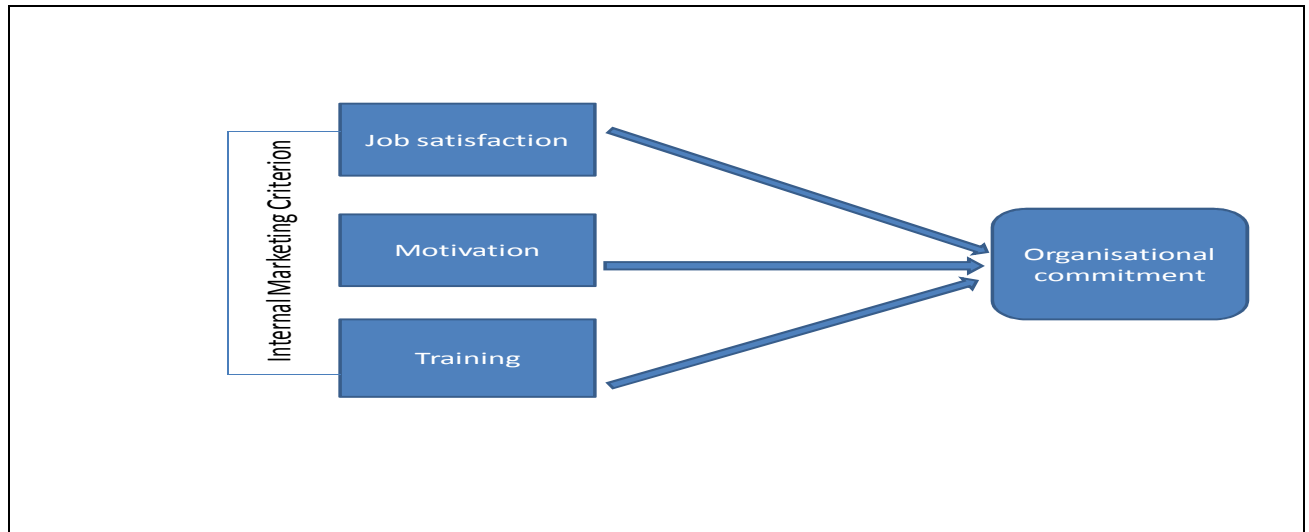 Internal Marketing Criterion
Job satisfaction
Motivation
Training
Organisational
commitment